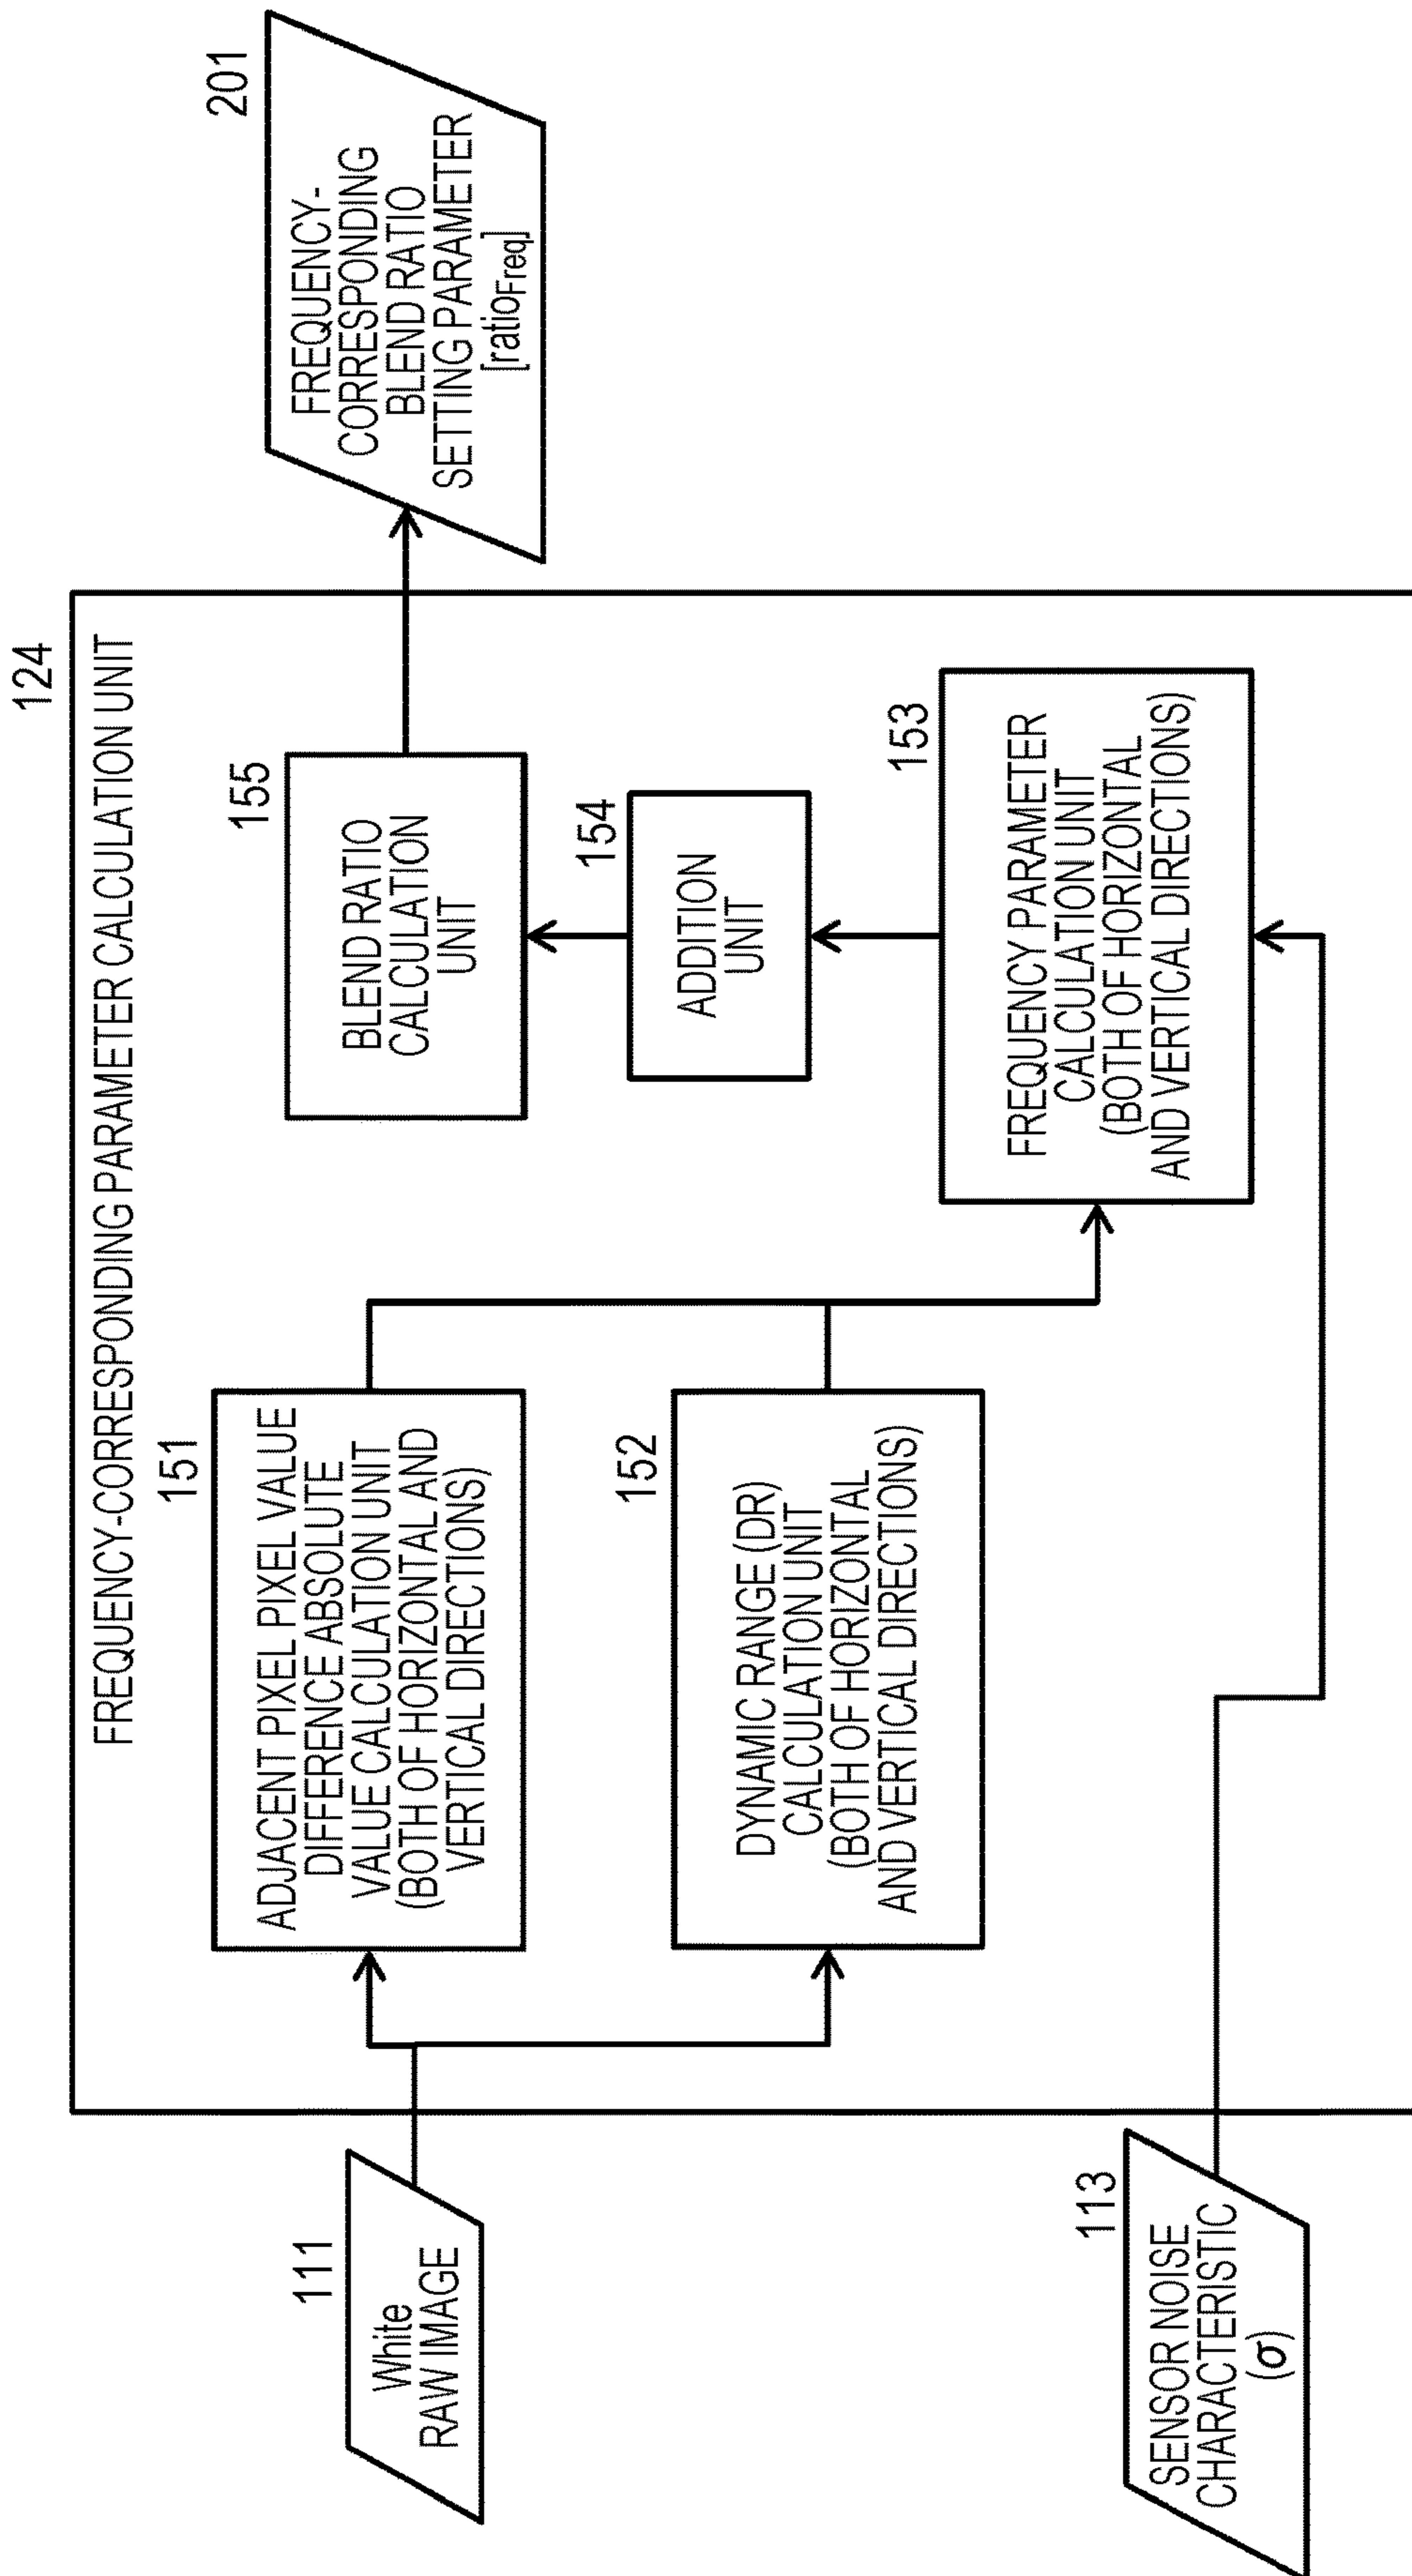 124
FREQUENCY-CORRESPONDING PARAMETER CALCULATION UNIT
111
White
RAW IMAGE
151
ADJACENT PIXEL PIXEL VALUE
DIFFERENCE ABSOLUTE
VALUE CALCULATION UNIT
(BOTH OF HORIZONTAL AND
VERTICAL DIRECTIONS)
152
DYNAMIC RANGE (DR)
CALCULATION UNIT
(BOTH OF HORIZONTAL
AND VERTICAL DIRECTIONS)
113
SENSOR NOISE
CHARACTERISTIC
(σ)
153
FREQUENCY PARAMETER
CALCULATION UNIT
(BOTH OF HORIZONTAL
AND VERTICAL DIRECTIONS)
154
ADDITION
UNIT
155
BLEND RATIO
CALCULATION
UNIT
201
FREQUENCY-
CORRESPONDING
BLEND RATIO
SETTING PARAMETER
[ratioFreq]